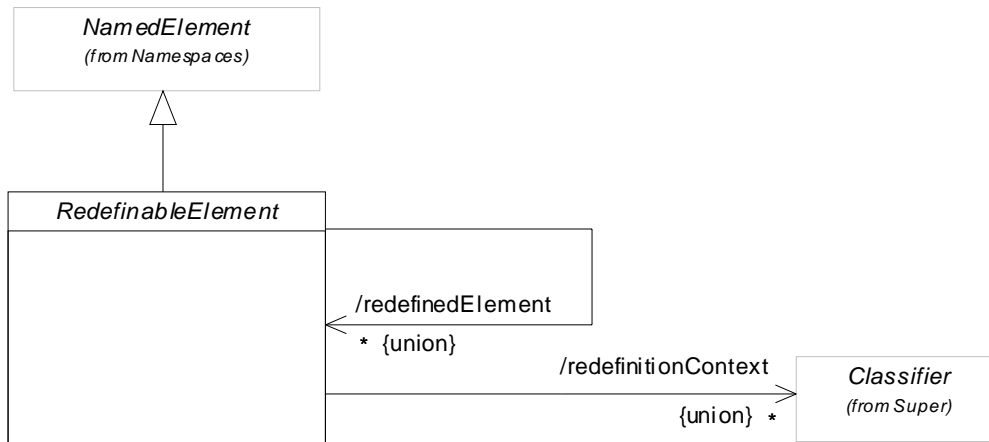 NamedElement
(from Namespaces)
RedefinableElement
/redefinedElement
* {union}
/redefinitionContext
{union} *
Classifier
(from Super)